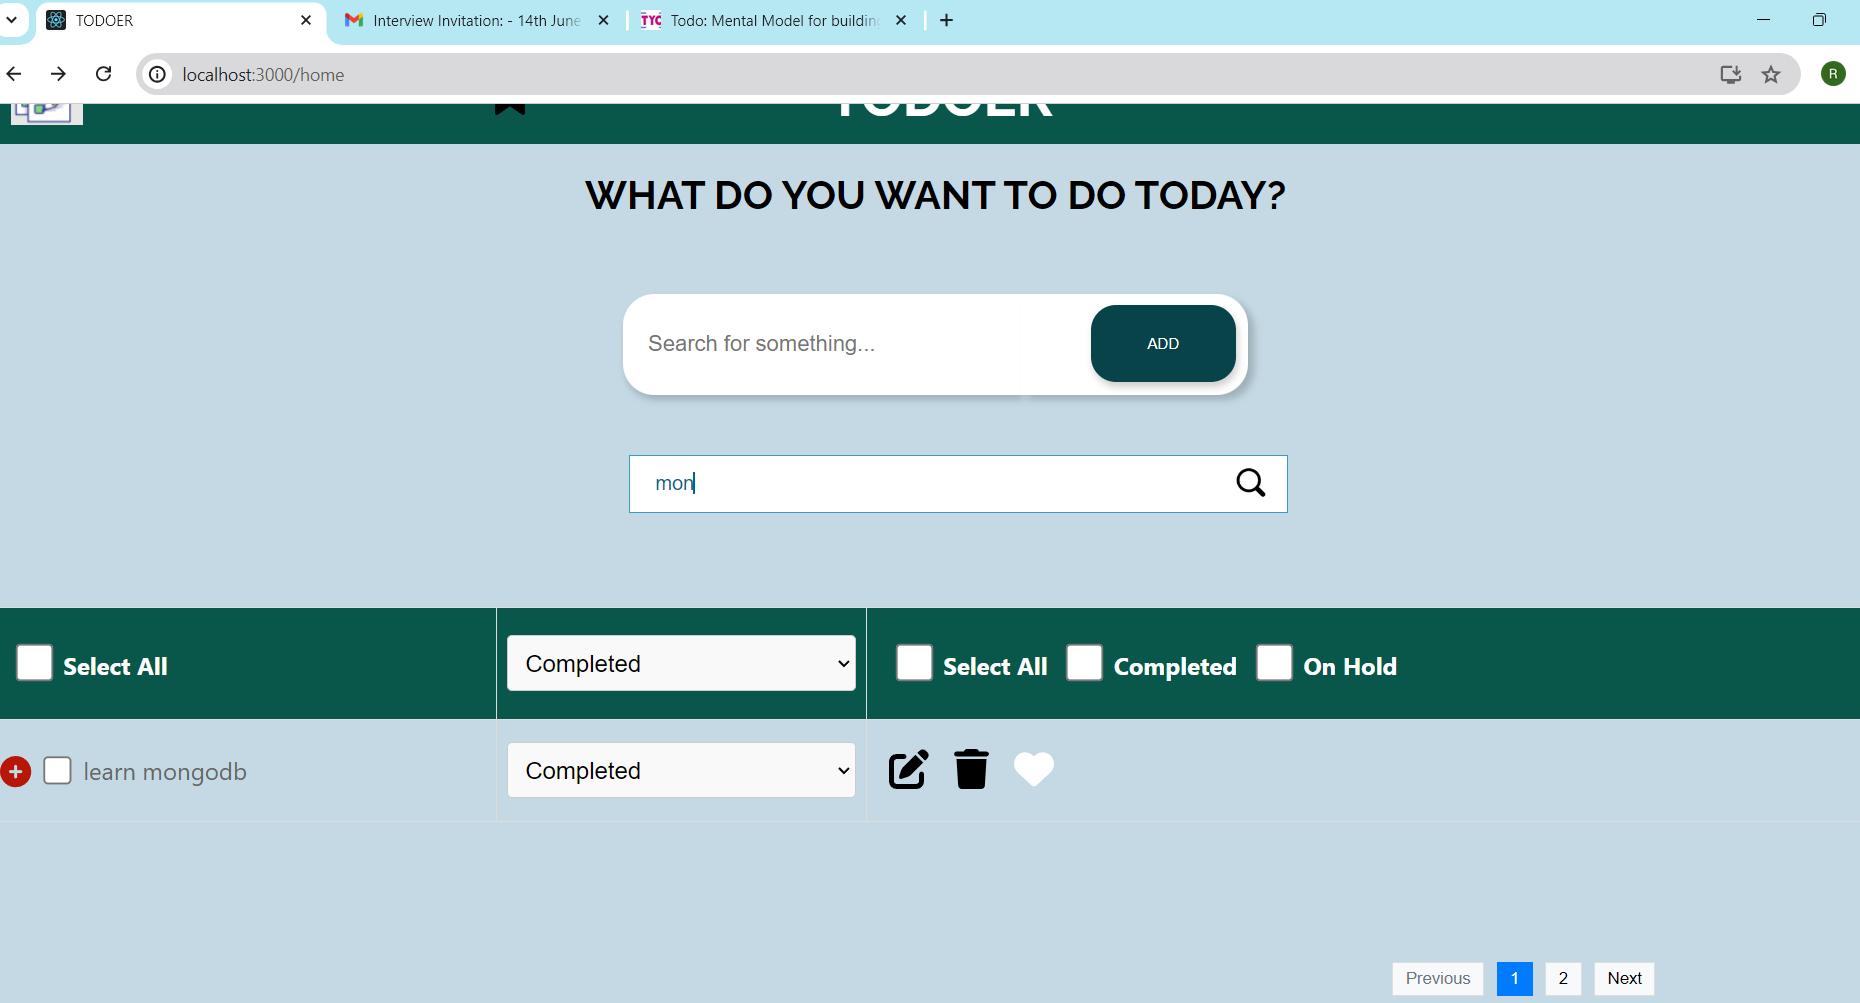 TODOER
Interview Invitation: - 14th June
TYC
Todo: Mental Model for building
localhost:3000/home
R
TODOER
WHAT DO YOU WANT TO DO TODAY?
Search for something...
ADD
mon
Select All
Completed
Select All
Completed
On Hold
learn mongodb
Completed
Previous
1
2
Next